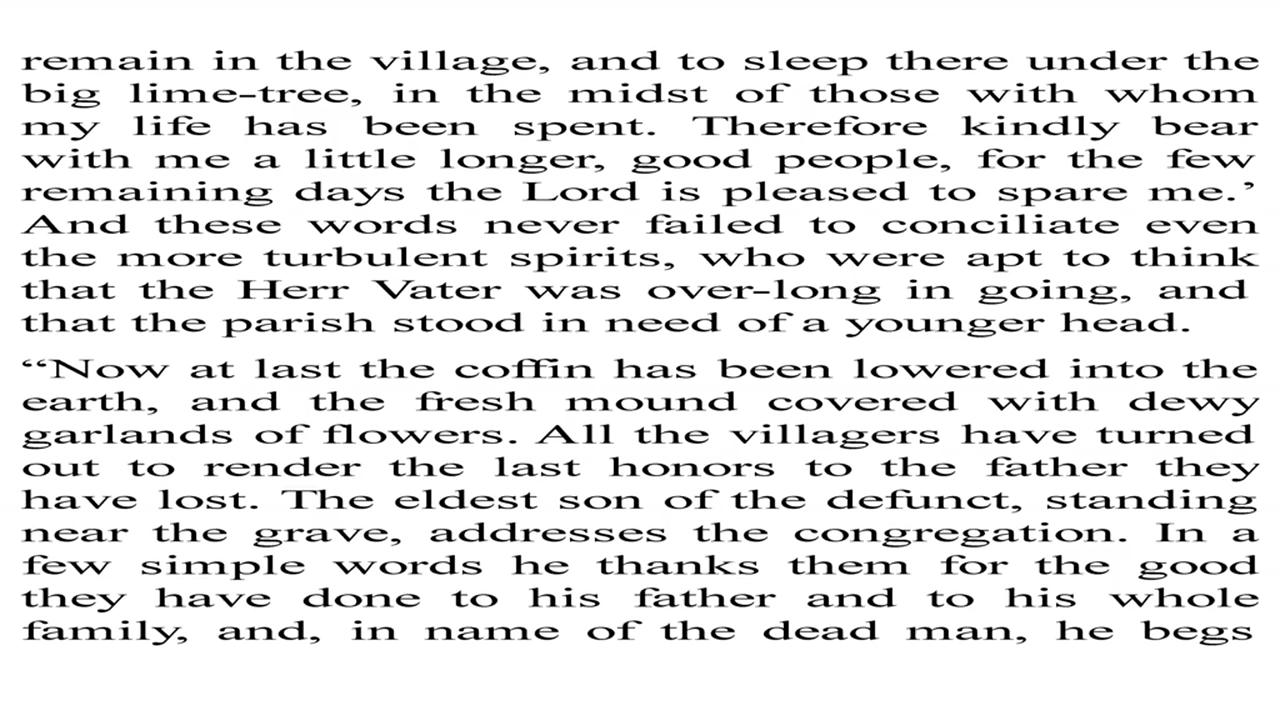 remain in the village, and to sleep there under the
big lime-tree, in the midst of those with whom
my life has been spent. Therefore kindly bear
with me a little longer, good people, for the few
remaining days the Lord is pleased to spare me.’
And these words never failed to conciliate even
the more turbulent spirits, who were apt to think
that the Herr Vater was over-long in going, and
that the parish stood in need of a younger head.
“Now at last the coffin has been lowered into the
earth, and the fresh mound covered with dewy
garlands of flowers. All the villagers have turned
out to render the last honors to the father they
have lost. The eldest son of the defunct, standing
near the grave, addresses the congregation. In a
few simple words he thanks them for the good
they have done to his father and to his whole
family, and, in name of the dead man, he begs